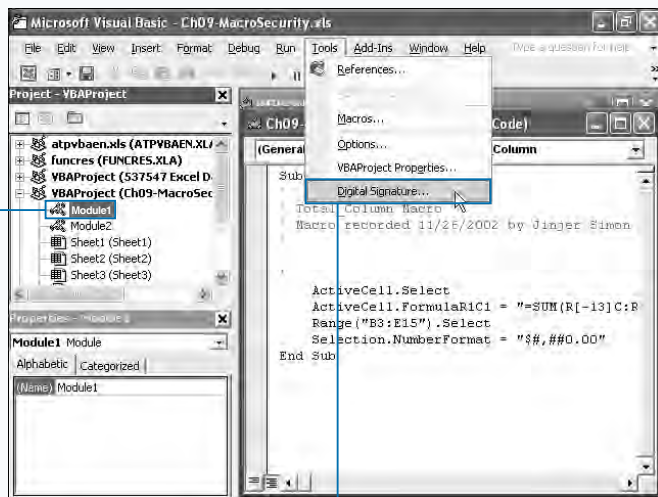 Microsoft Visual Basic - Ch09-MacroSecurity.xls
File Edit View Insert Format Debug Run Tools Add-Ins Window Help Type a question for help
References...
Macros...
Options...
VBAProject Properties...
Digital Signature...
Project - VBAProject
atpvbaen.xls (ATPVBAEN.XL
funcres (FUNCRES.XLA)
VBAProject (537547 Excel D
VBAProject (Ch09-MacroSec
Module1
Module2
Sheet1 (Sheet1)
Sheet2 (Sheet2)
Sheet3 (Sheet3)
Properties - Module1
Module1 Module
Alphabetic Categorized
(Name) Module1
Ch09- Code)
(General Column
Sub
' Total_Column Macro
' Macro recorded 11/26/2002 by Jinjer Simon
'
ActiveCell.Select
ActiveCell.FormulaR1C1 = "=SUM(R[-13]C:R
Range("B3:E15").Select
Selection.NumberFormat = "$#,##0.00"
End Sub